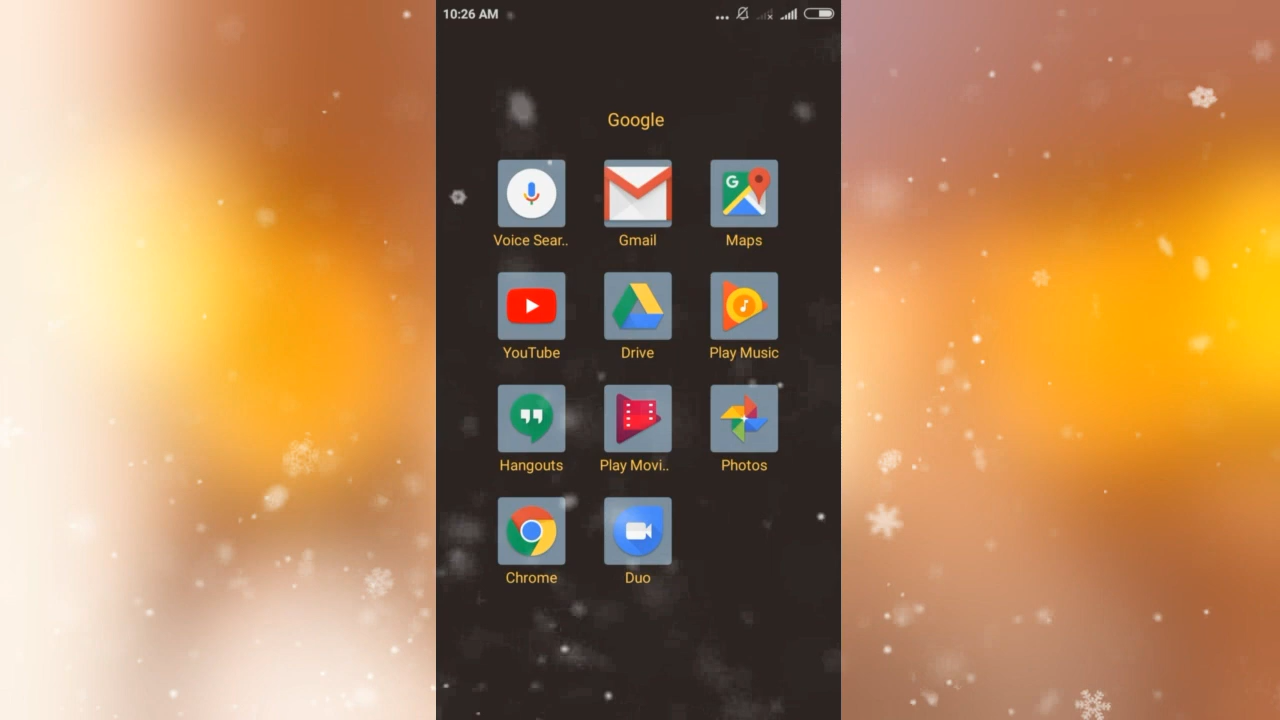 10:26 AM
Google
Voice Sear..
Gmail
Maps
YouTube
Drive
Play Music
Hangouts
Play Movi..
Photos
Chrome
Duo